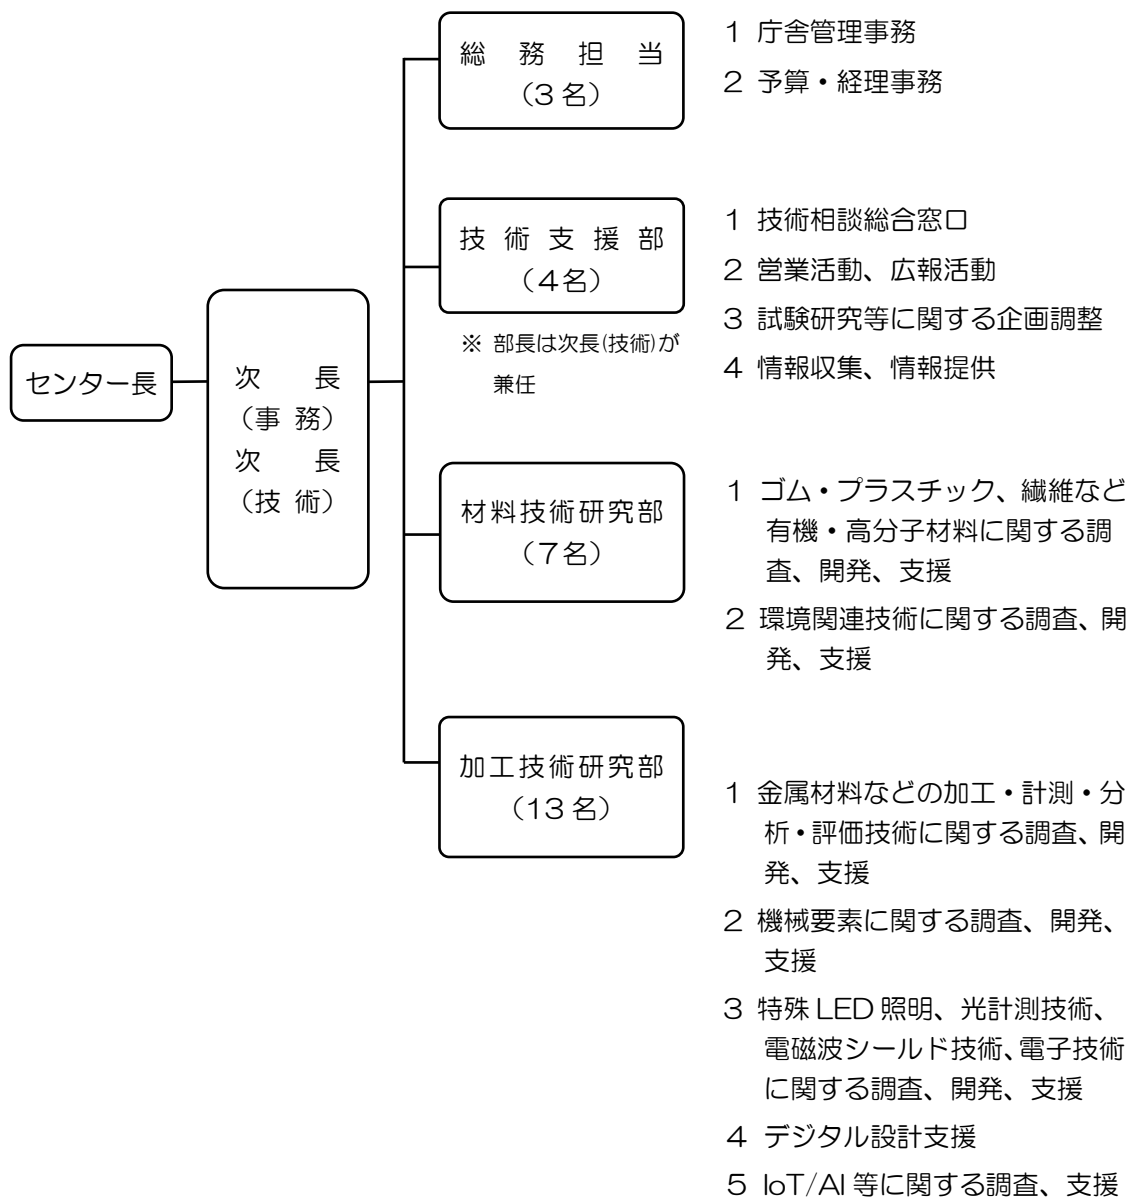 センター長
次　長
（事 務）
次　長
（技 術）
総　務　担　当
（3 名）
1 庁舎管理事務
2 予算・経理事務
技 術 支 援 部
（4名）
※ 部長は次長(技術)が
兼任
1 技術相談総合窓口
2 営業活動、広報活動
3 試験研究等に関する企画調整
4 情報収集、情報提供
材料技術研究部
（7名）
1 ゴム・プラスチック、繊維など
有機・高分子材料に関する調
査、開発、支援
2 環境関連技術に関する調査、開
発、支援
加工技術研究部
（13 名）
1 金属材料などの加工・計測・分
析・評価技術に関する調査、開
発、支援
2 機械要素に関する調査、開発、
支援
3 特殊 LED 照明、光計測技術、
電磁波シールド技術、電子技術
に関する調査、開発、支援
4 デジタル設計支援
5 IoT/AI 等に関する調査、支援